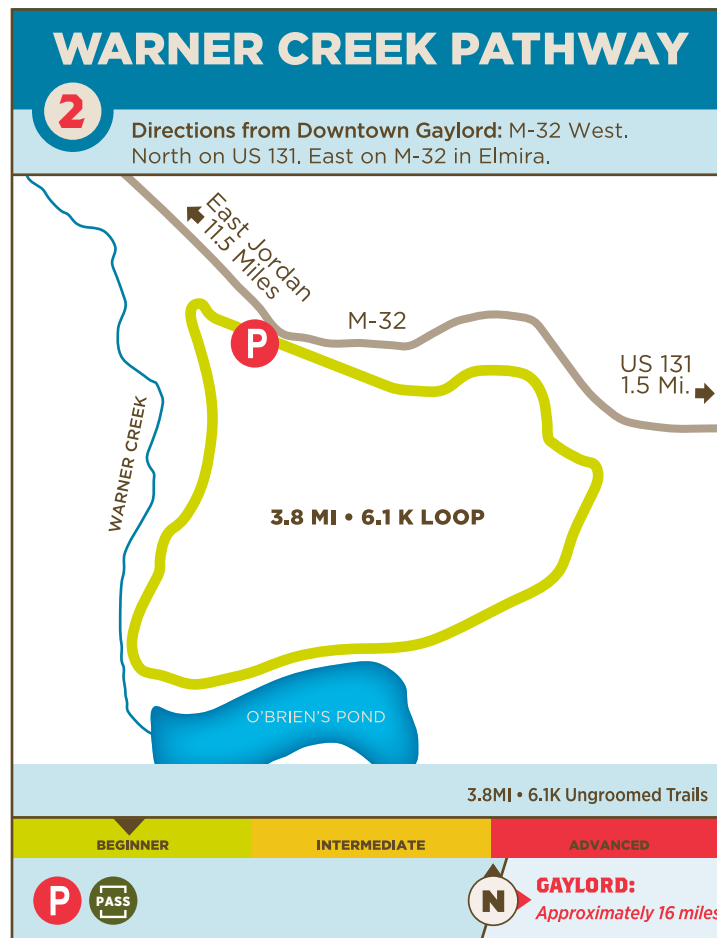 WARNER CREEK PATHWAY
2
Directions from Downtown Gaylord: M-32 West.
North on US 131. East on M-32 in Elmira.
East Jordan
11.5 Miles
P
M-32
US 131
1.5 Mi.
WARNER CREEK
3.8 MI • 6.1 K LOOP
O'BRIEN'S POND
3.8MI • 6.1K Ungroomed Trails
BEGINNER
INTERMEDIATE
ADVANCED
P
PASS
N
GAYLORD:
Approximately 16 miles